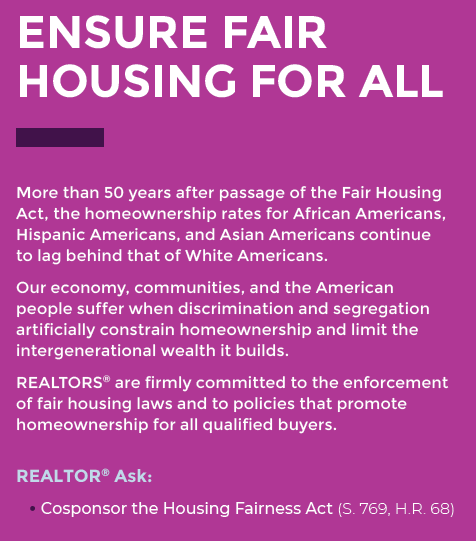 ENSURE FAIR
HOUSING FOR ALL
More than 50 years after passage of the Fair Housing
Act, the homeownership rates for African Americans,
Hispanic Americans, and Asian Americans continue
to lag behind that of White Americans.
Our economy, communities, and the American
people suffer when discrimination and segregation
artificially constrain homeownership and limit the
intergenerational wealth it builds.
REALTORS® are firmly committed to the enforcement
of fair housing laws and to policies that promote
homeownership for all qualified buyers.
REALTOR® Ask:
• Cosponsor the Housing Fairness Act (S. 769, H.R. 68)